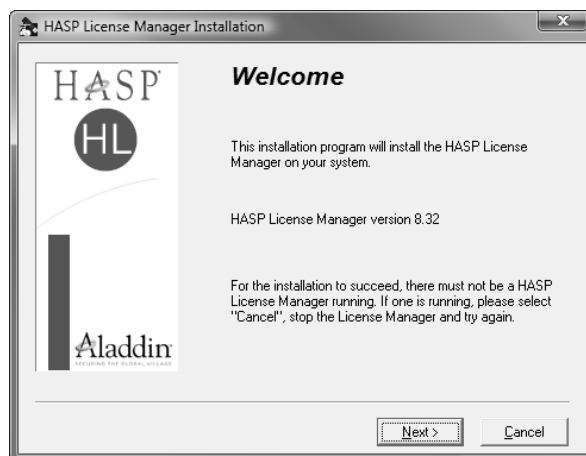 HASP License Manager Installation
HASP
HL
Aladdin
SECURING THE GLOBAL VILLAGE
Welcome
This installation program will install the HASP License
Manager on your system.
HASP License Manager version 8.32
For the installation to succeed, there must not be a HASP
License Manager running. If one is running, please select
"Cancel", stop the License Manager and try again.
Next >
Cancel